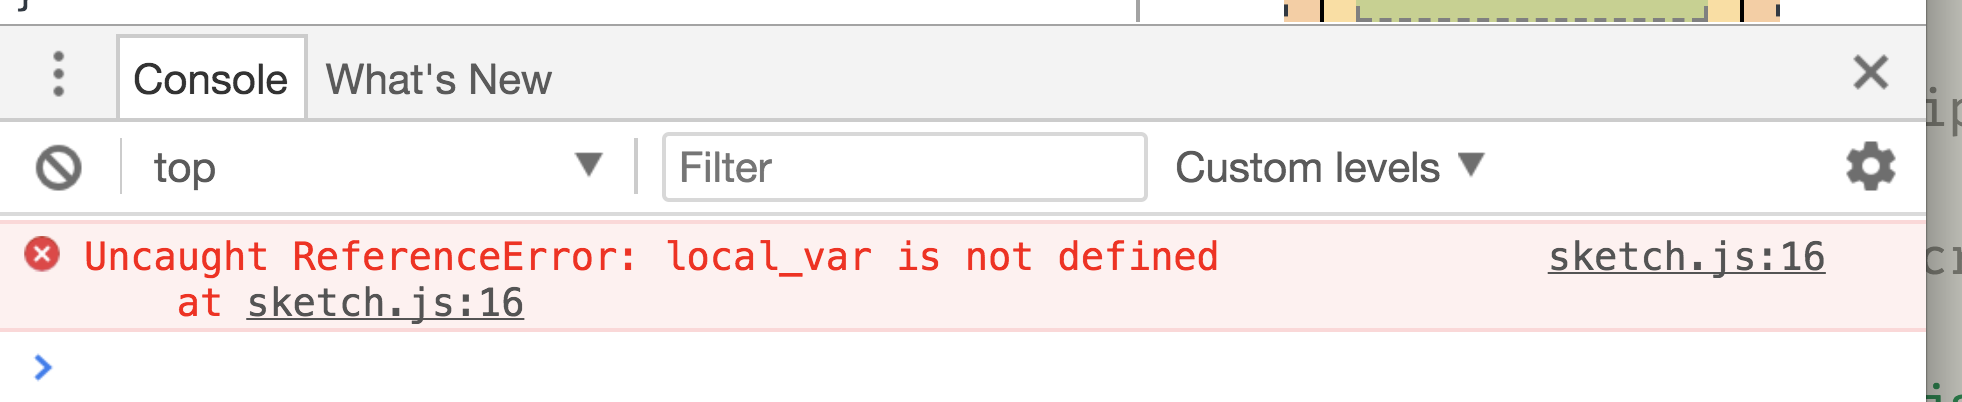 Console What's New
top Filter Custom levels
Uncaught ReferenceError: local_var is not defined sketch.js:16
at sketch.js:16